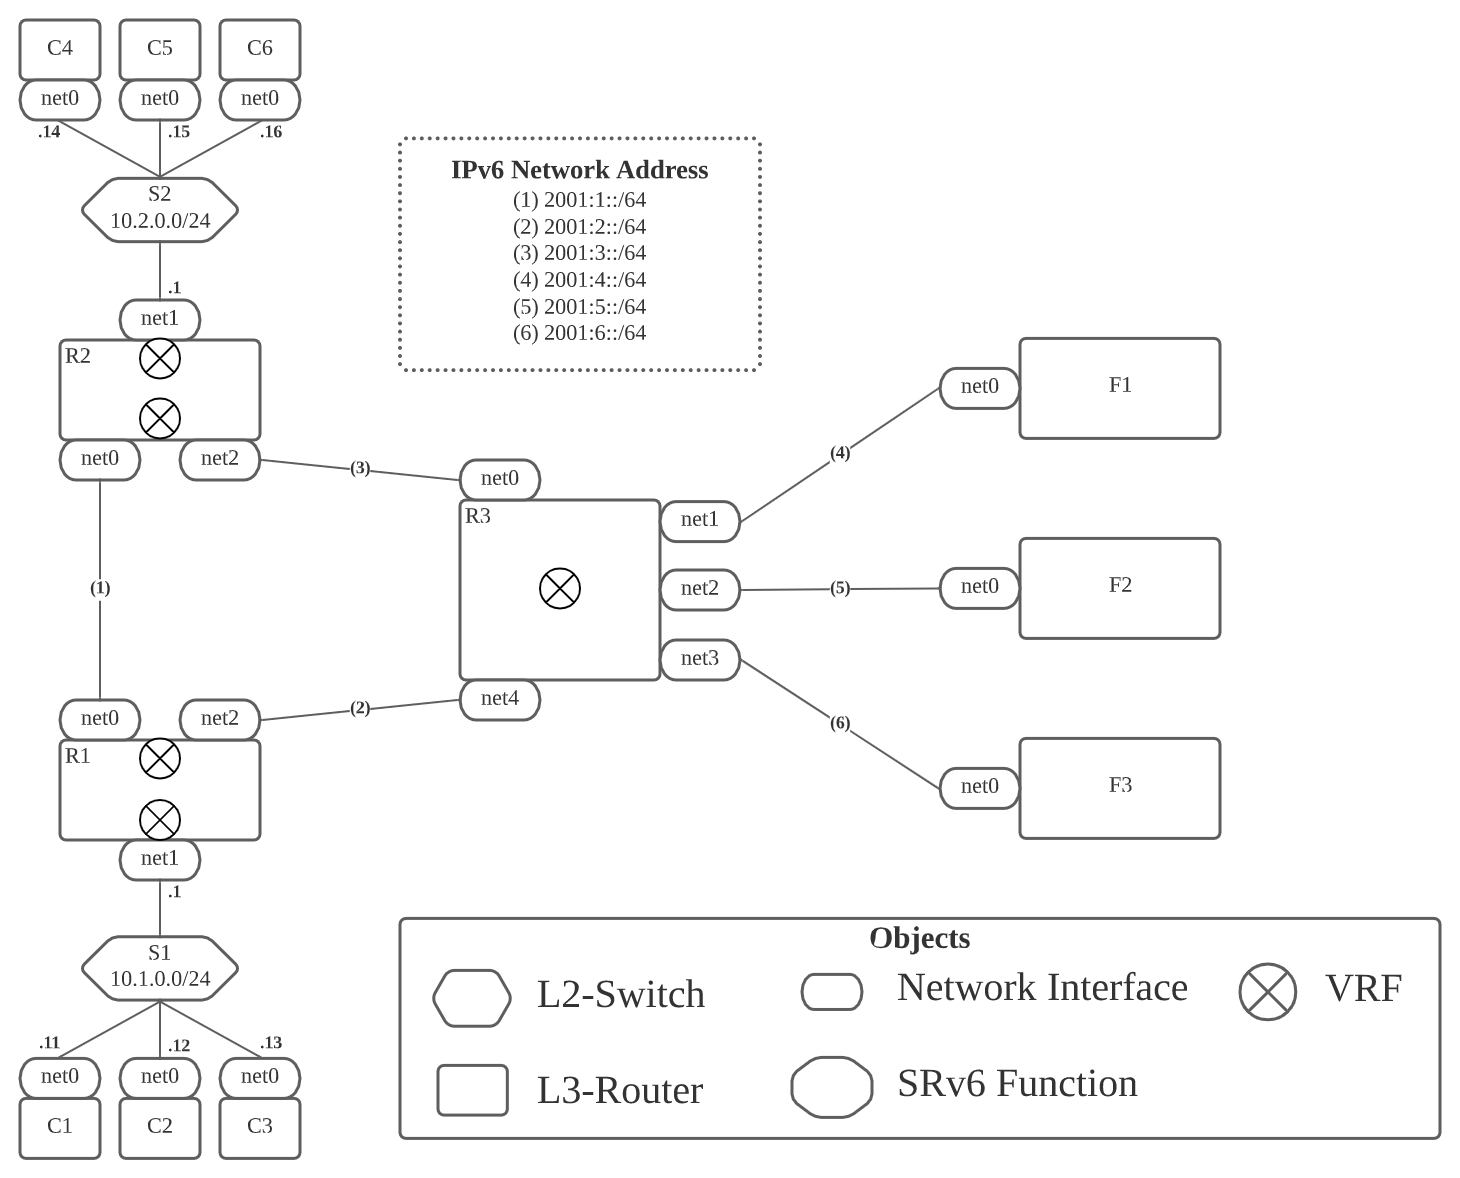 C4
C5
C6
net0
net0
net0
.14
.15
.16
S2
10.2.0.0/24
.1
net1
R2
net0
net2
IPv6 Network Address
(1) 2001:1::/64
(2) 2001:2::/64
(3) 2001:3::/64
(4) 2001:4::/64
(5) 2001:5::/64
(6) 2001:6::/64
(3)
net0
R3
net1
net2
net3
net4
(4)
net0
F1
(5)
net0
F2
(6)
net0
F3
(1)
(2)
net0
net2
R1
net1
.1
S1
10.1.0.0/24
.11
.12
.13
net0
net0
net0
C1
C2
C3
Objects
L2-Switch
Network Interface
VRF
L3-Router
SRv6 Function